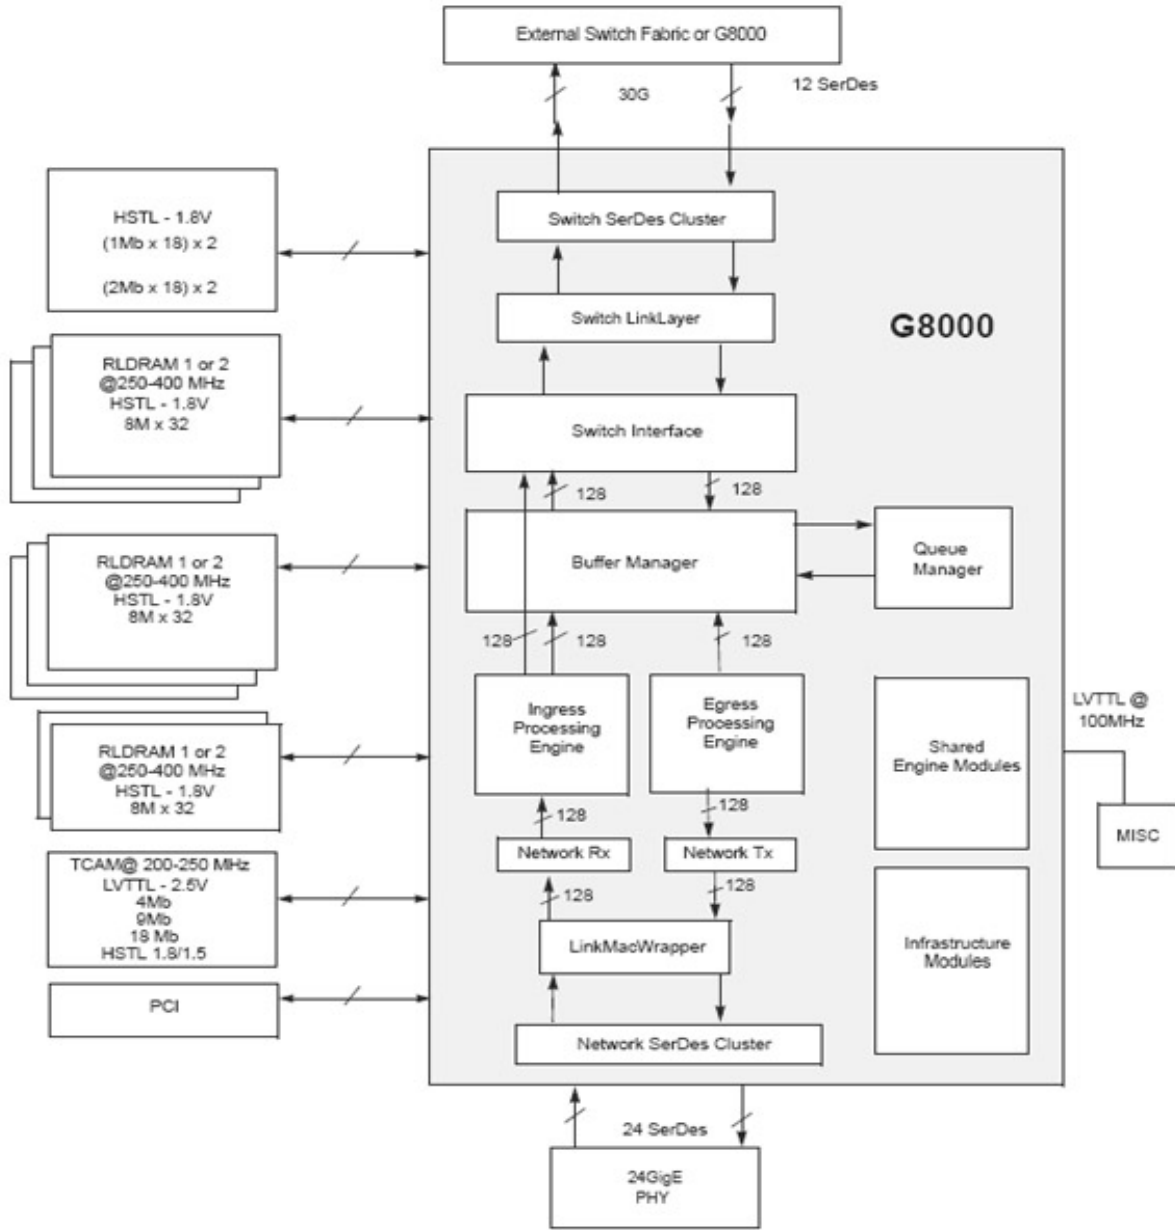 External Switch Fabric or G8000
30G
12 SerDes
HSTL - 1.8V
(1Mb x 18) x 2
(2Mb x 18) x 2
RLDRAM 1 or 2
@250-400 MHz
HSTL - 1.8V
8M x 32
RLDRAM 1 or 2
@250-400 MHz
HSTL - 1.8V
8M x 32
RLDRAM 1 or 2
@250-400 MHz
HSTL - 1.8V
8M x 32
TCAM@ 200-250 MHz
LVTTL - 2.5V
4Mb
9Mb
18 Mb
HSTL 1.8/1.5
PCI
G8000
Switch SerDes Cluster
Switch LinkLayer
Switch Interface
128
128
Buffer Manager
Queue
Manager
128
128
128
Ingress
Processing
Engine
Egress
Processing
Engine
128
128
Network Rx
Network Tx
128
128
LinkMacWrapper
Network SerDes Cluster
Shared
Engine Modules
Infrastructure
Modules
LVTTL @
100MHz
MISC
24 SerDes
24GigE
PHY